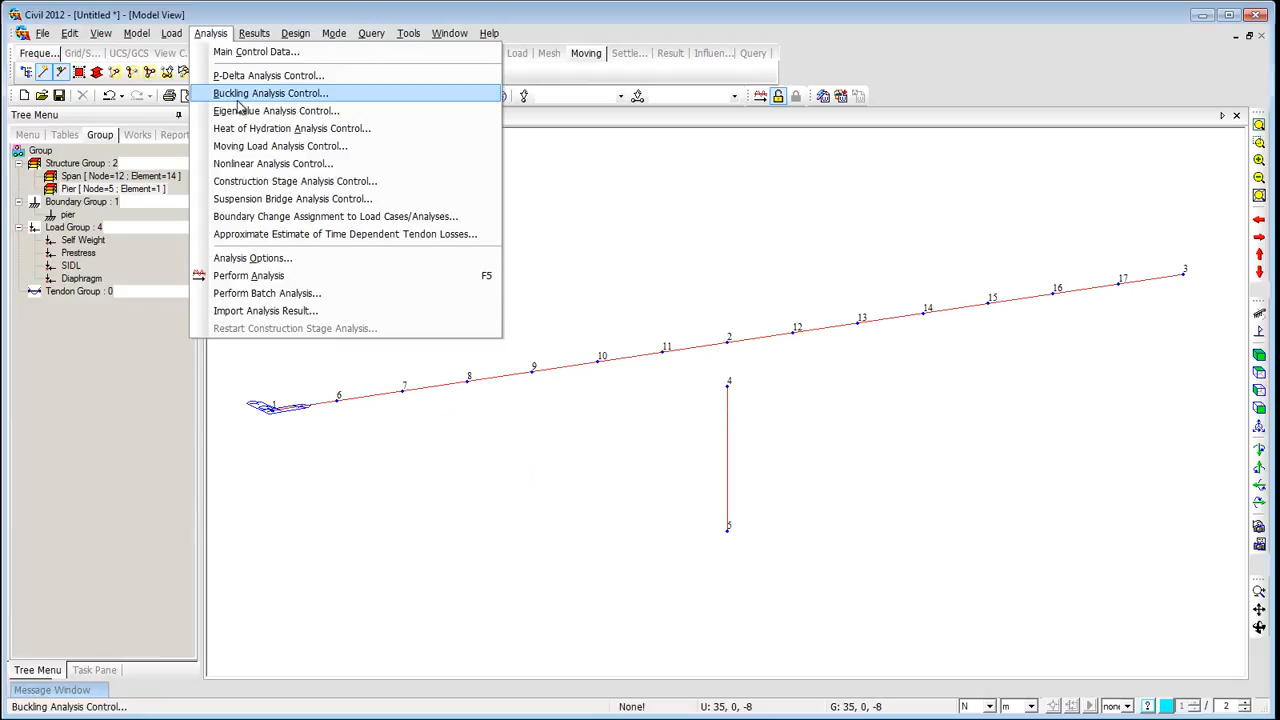 Civil 2012 - [Untitled *] - [Model View]
File Edit View Model Load Analysis Results Design Mode Query Tools Window Help
Freque... Grid/S... UCS/GCS View C... Load Mesh Moving Settle... Result Influen... Query
Tree Menu
Menu Tables Group Works Report
Group
Structure Group : 2
Span [ Node=12 ; Element=14 ]
Pier [ Node=5 ; Element=1 ]
Boundary Group : 1
pier
Load Group : 4
Self Weight
Prestress
SIDL
Diaphragm
Tendon Group : 0
Main Control Data...
P-Delta Analysis Control...
Buckling Analysis Control...
Eigenvalue Analysis Control...
Heat of Hydration Analysis Control...
Moving Load Analysis Control...
Nonlinear Analysis Control...
Construction Stage Analysis Control...
Suspension Bridge Analysis Control...
Boundary Change Assignment to Load Cases/Analyses...
Approximate Estimate of Time Dependent Tendon Losses...
Analysis Options...
Perform Analysis F5
Perform Batch Analysis...
Import Analysis Result...
Restart Construction Stage Analysis...
1 6 7 8 9 10 11 2 12 13 14 15 16 17 3
4
5
Tree Menu Task Pane
Message Window
Buckling Analysis Control... None! U: 35, 0, -8 G: 35, 0, -8 N m none 1 / 2